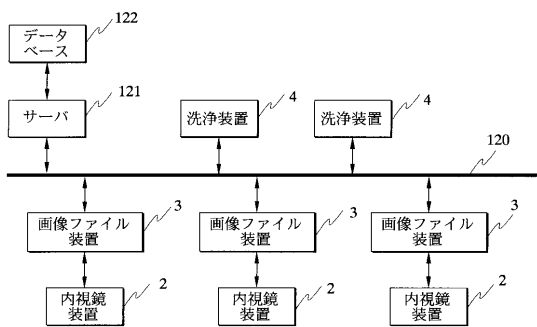 データ
ベース
122
サーバ
121
洗浄装置
4
洗浄装置
4
120
画像ファイル
装置
3
画像ファイル
装置
3
画像ファイル
装置
3
内視鏡
装置
2
内視鏡
装置
2
内視鏡
装置
2